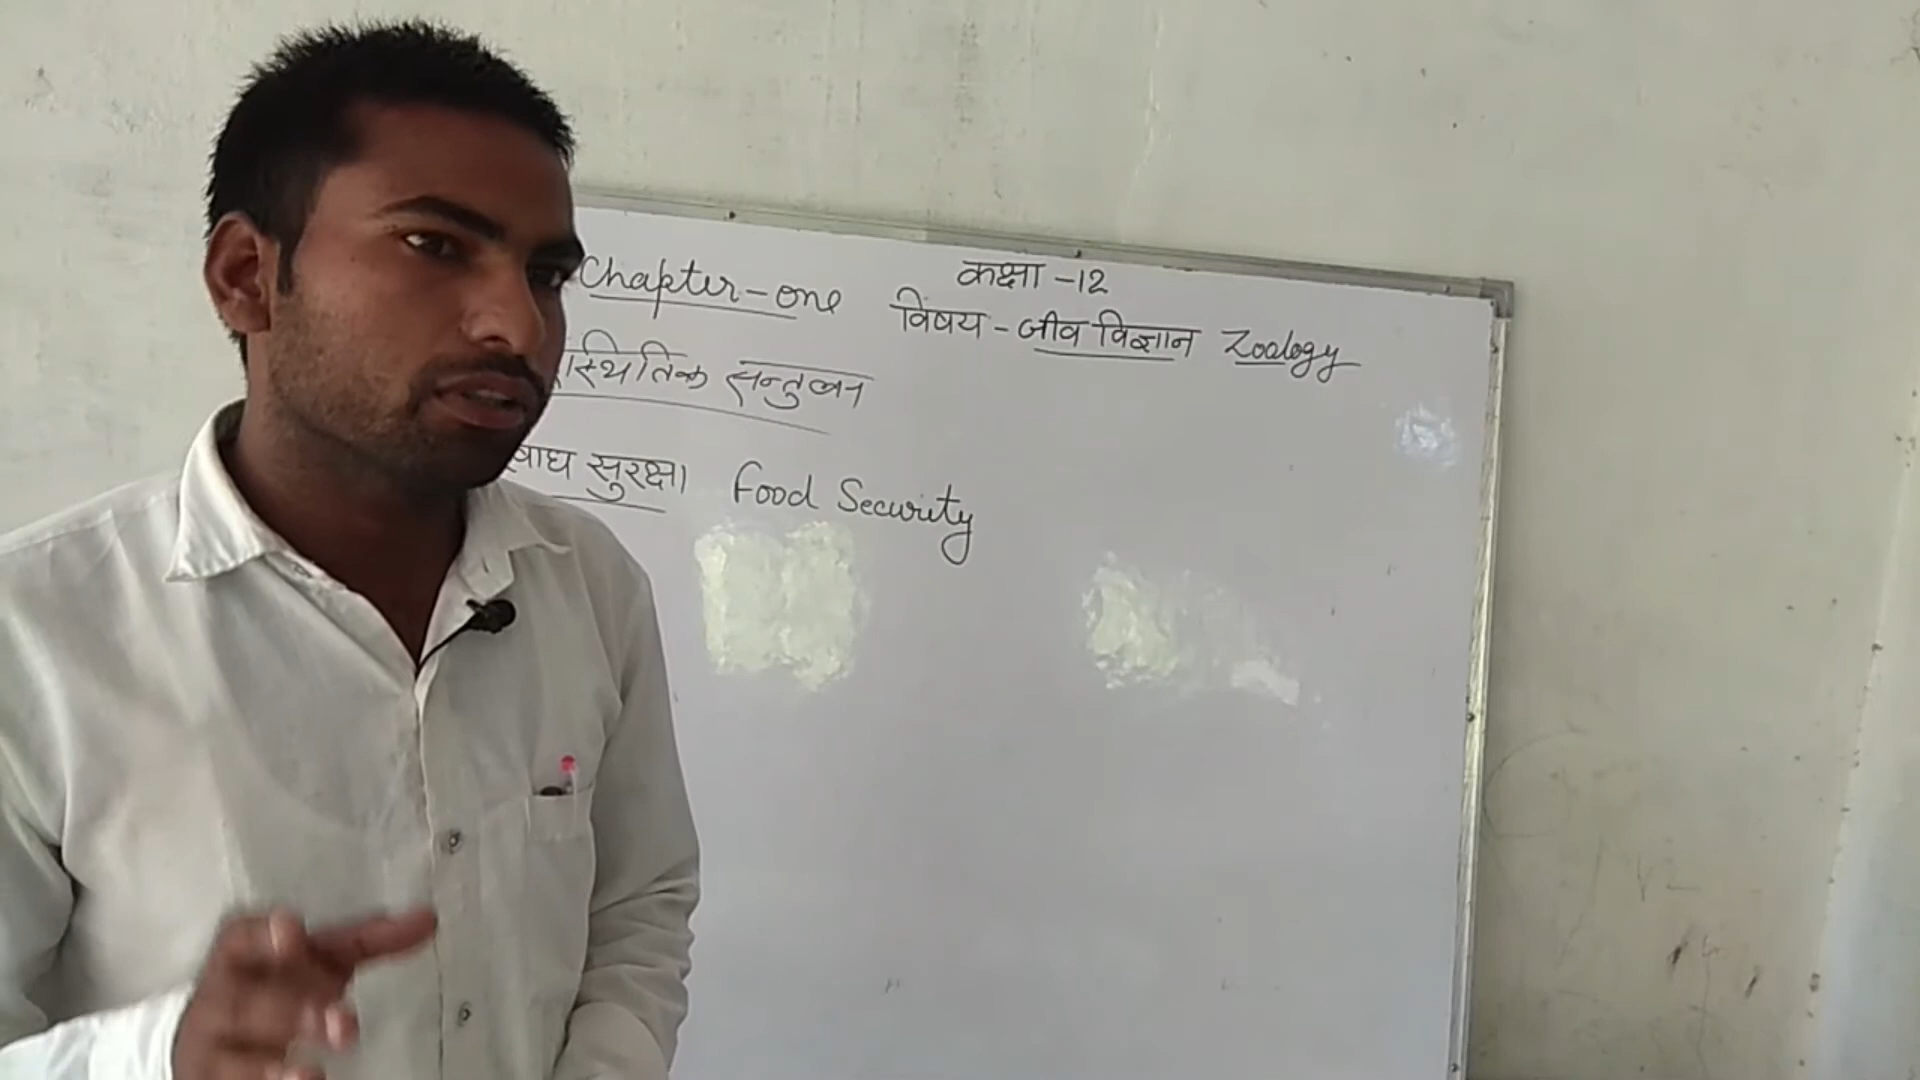 Chapter-one
कक्षा -12
विषय - जीव विज्ञान Zoology
स्थितिक सन्तुलन
खाद्य सुरक्षा Food Security